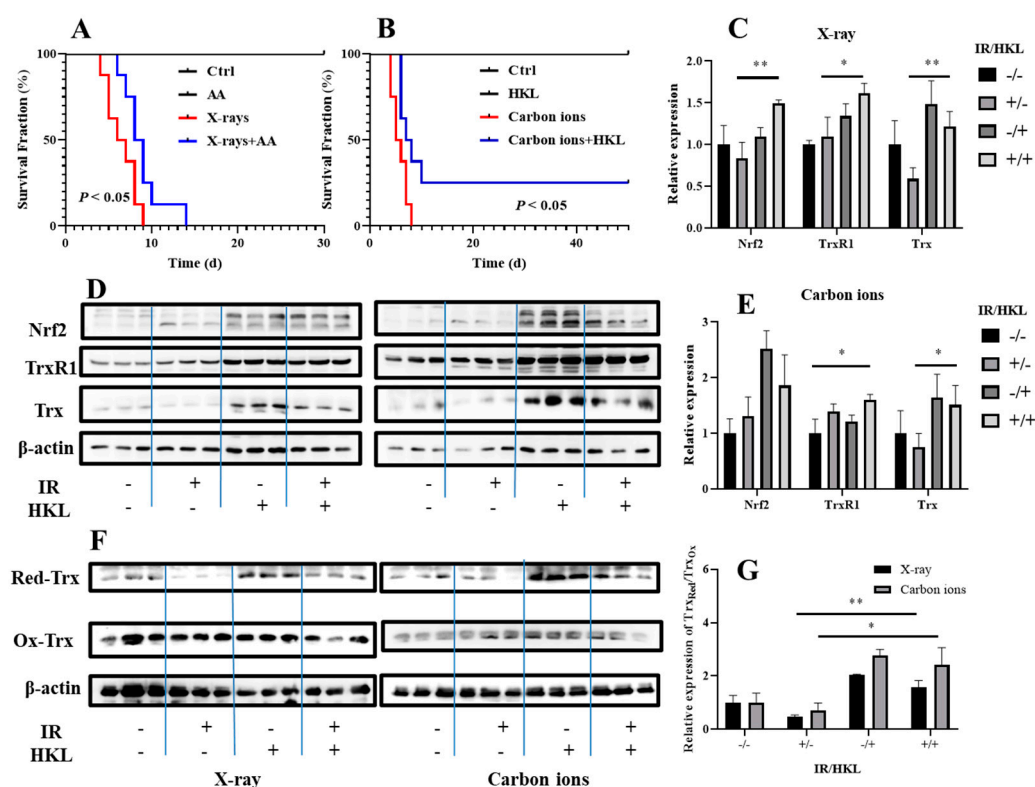 A
Survival Fraction (%)
100
50
0
Ctrl
AA
X-rays
X-rays+AA
P < 0.05
0 10 20 30
Time (d)
B
Survival Fraction (%)
100
50
0
Ctrl
HKL
Carbon ions
Carbon ions+HKL
P < 0.05
0 20 40
Time (d)
C
X-ray
Relative expression
2.0
1.5
1.0
0.5
0.0
** * **
Nrf2 TrxR1 Trx
IR/HKL
-/-
+/-
-/+
+/+
D
Nrf2
TrxR1
Trx
β-actin
IR - + - + - + - +
HKL - - + + - - + +
E
Carbon ions
Relative expression
3
2
1
0
* *
Nrf2 TrxR1 Trx
IR/HKL
-/-
+/-
-/+
+/+
F
Red-Trx
Ox-Trx
β-actin
IR - + - + - + - +
HKL - - + + - - + +
X-ray Carbon ions
G
Relative expression of TrxRed/TrxOx
6
4
2
0
X-ray
Carbon ions
**
*
-/- +/- -/+ +/+
IR/HKL